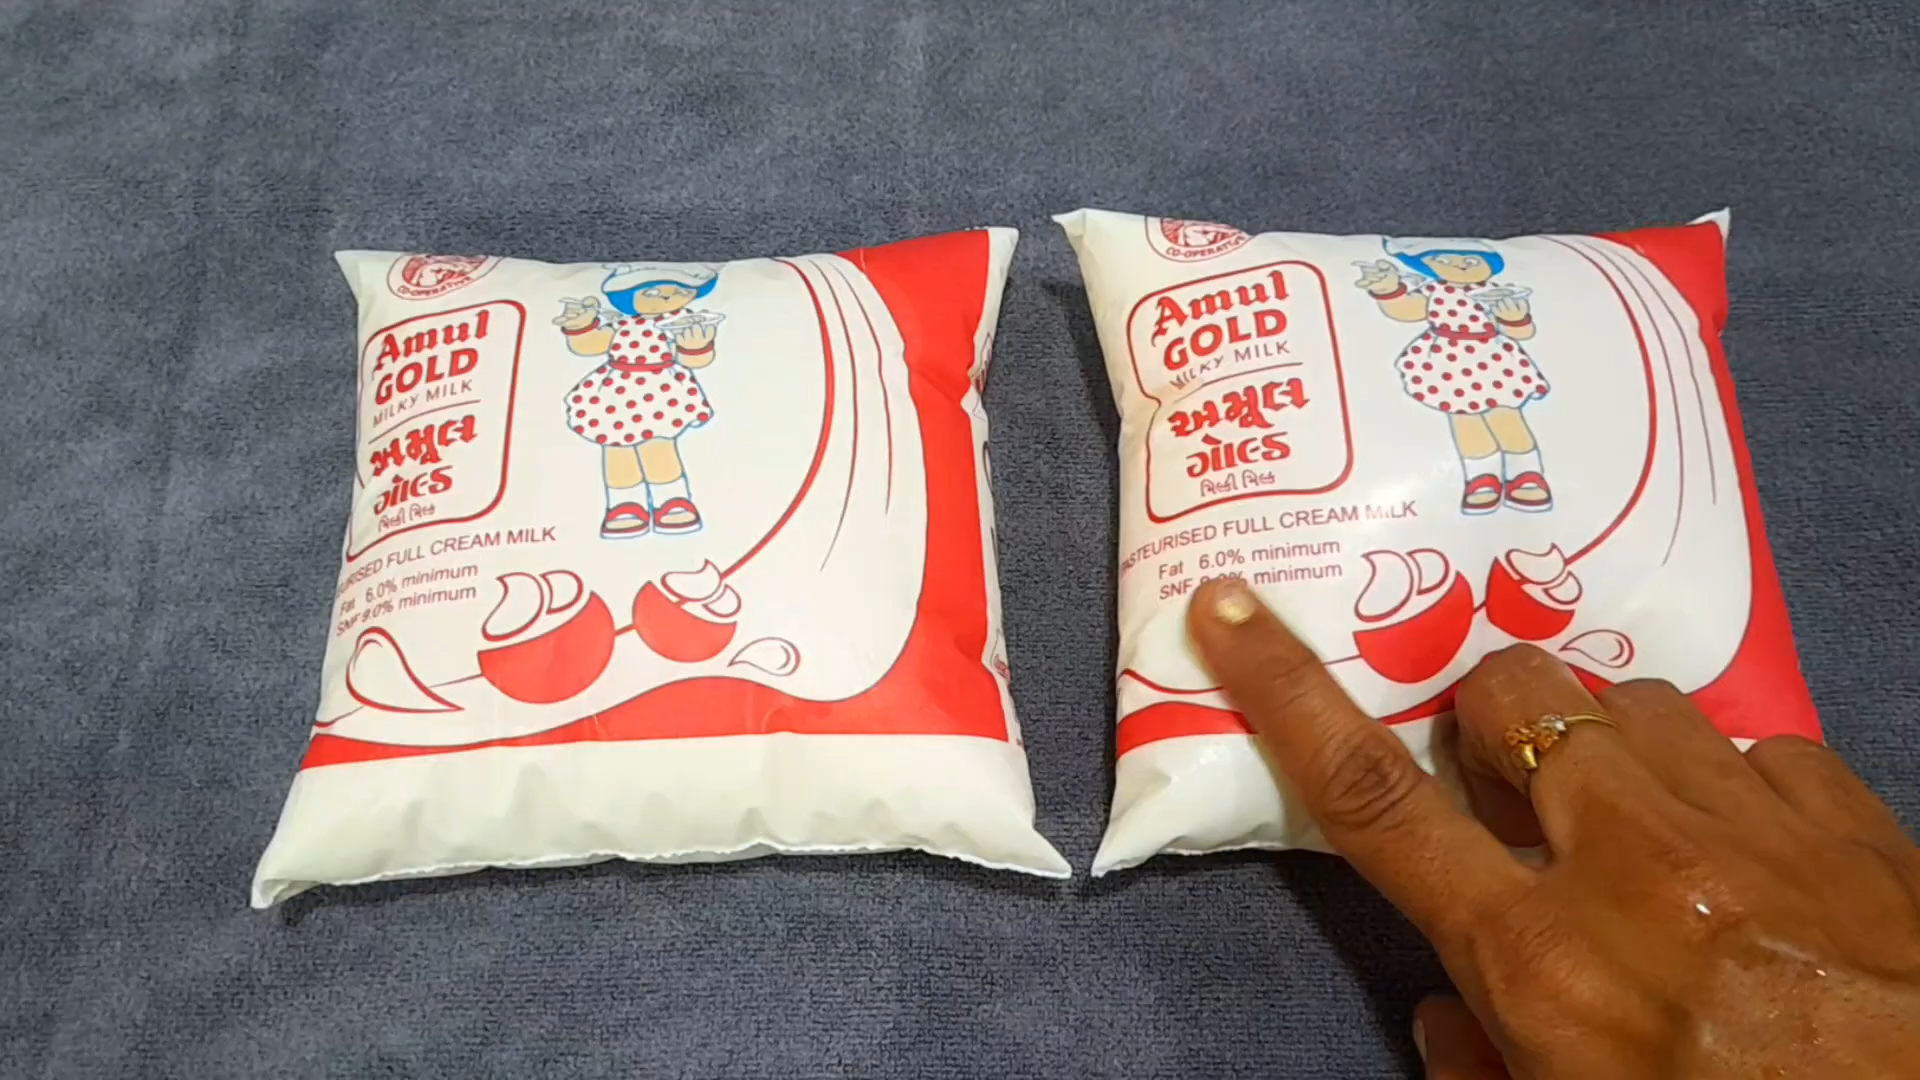 CO-OPERATIVE
Amul
GOLD
MILKY MILK
અમૂલ
ગોલ્ડ
મિલ્કી મિલ્ક
FULL CREAM MILK
Fat 6.0% minimum
SNF 9.0% minimum
CO-OPERATIVE
Amul
GOLD
MILKY MILK
અમૂલ
ગોલ્ડ
મિલ્કી મિલ્ક
PASTEURISED FULL CREAM MILK
Fat 6.0% minimum
SNF minimum